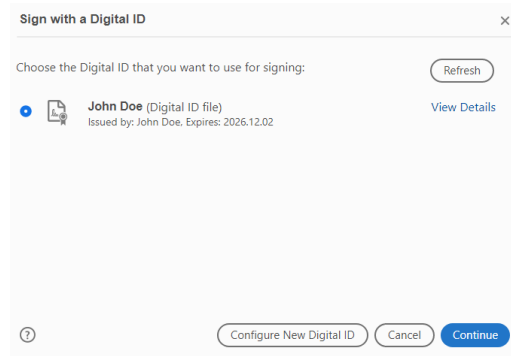 Sign with a Digital ID
×
Choose the Digital ID that you want to use for signing:
Refresh
John Doe (Digital ID file)
View Details
Issued by: John Doe, Expires: 2026.12.02
?
Configure New Digital ID
Cancel
Continue